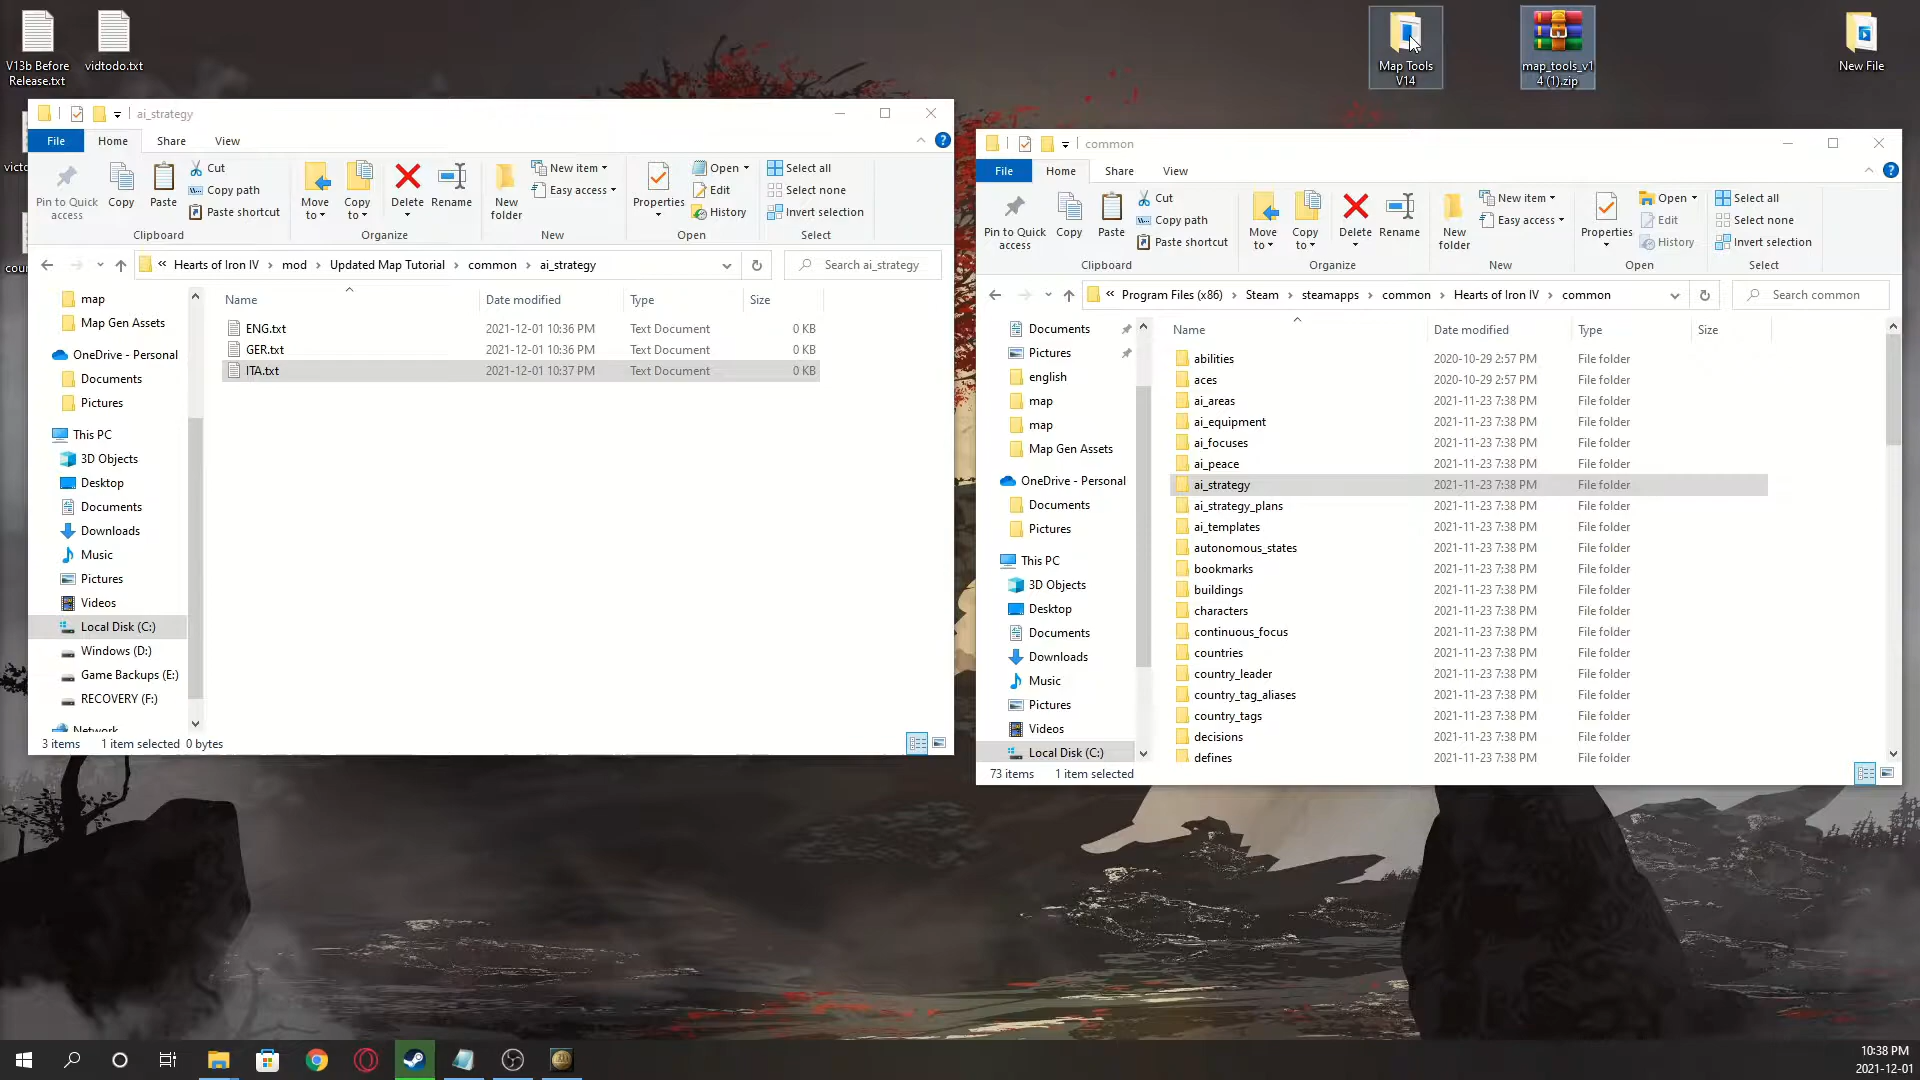 V13b Before
Release.txt
vidtodo.txt
Map Tools
V14
map_tools_v1
4 (1).zip
New File
ai_strategy
File Home Share View
Pin to Quick
access
Copy
Paste
Cut
Copy path
Paste shortcut
Clipboard
Move
to
Copy
to
Delete
Rename
Organize
New
folder
New item
Easy access
New
Properties
Open
Edit
History
Open
Select all
Select none
Invert selection
Select
« Hearts of Iron IV > mod > Updated Map Tutorial > common > ai_strategy
Search ai_strategy
map
Map Gen Assets
OneDrive - Personal
Documents
Pictures
This PC
3D Objects
Desktop
Documents
Downloads
Music
Pictures
Videos
Local Disk (C:)
Windows (D:)
Game Backups (E:)
RECOVERY (F:)
Network
Name Date modified Type Size
ENG.txt 2021-12-01 10:36 PM Text Document 0 KB
GER.txt 2021-12-01 10:36 PM Text Document 0 KB
ITA.txt 2021-12-01 10:37 PM Text Document 0 KB
3 items 1 item selected 0 bytes
common
File Home Share View
Pin to Quick
access
Copy
Paste
Cut
Copy path
Paste shortcut
Clipboard
Move
to
Copy
to
Delete
Rename
Organize
New
folder
New item
Easy access
New
Properties
Open
Edit
History
Open
Select all
Select none
Invert selection
Select
« Program Files (x86) > Steam > steamapps > common > Hearts of Iron IV > common
Search common
Documents
Pictures
english
map
map
Map Gen Assets
OneDrive - Personal
Documents
Pictures
This PC
3D Objects
Desktop
Documents
Downloads
Music
Pictures
Videos
Local Disk (C:)
Name Date modified Type Size
abilities 2020-10-29 2:57 PM File folder
aces 2020-10-29 2:57 PM File folder
ai_areas 2021-11-23 7:38 PM File folder
ai_equipment 2021-11-23 7:38 PM File folder
ai_focuses 2021-11-23 7:38 PM File folder
ai_peace 2021-11-23 7:38 PM File folder
ai_strategy 2021-11-23 7:38 PM File folder
ai_strategy_plans 2021-11-23 7:38 PM File folder
ai_templates 2021-11-23 7:38 PM File folder
autonomous_states 2021-11-23 7:38 PM File folder
bookmarks 2021-11-23 7:38 PM File folder
buildings 2021-11-23 7:38 PM File folder
characters 2021-11-23 7:38 PM File folder
continuous_focus 2021-11-23 7:38 PM File folder
countries 2021-11-23 7:38 PM File folder
country_leader 2021-11-23 7:38 PM File folder
country_tag_aliases 2021-11-23 7:38 PM File folder
country_tags 2021-11-23 7:38 PM File folder
decisions 2021-11-23 7:38 PM File folder
defines 2021-11-23 7:38 PM File folder
73 items 1 item selected
10:38 PM
2021-12-01